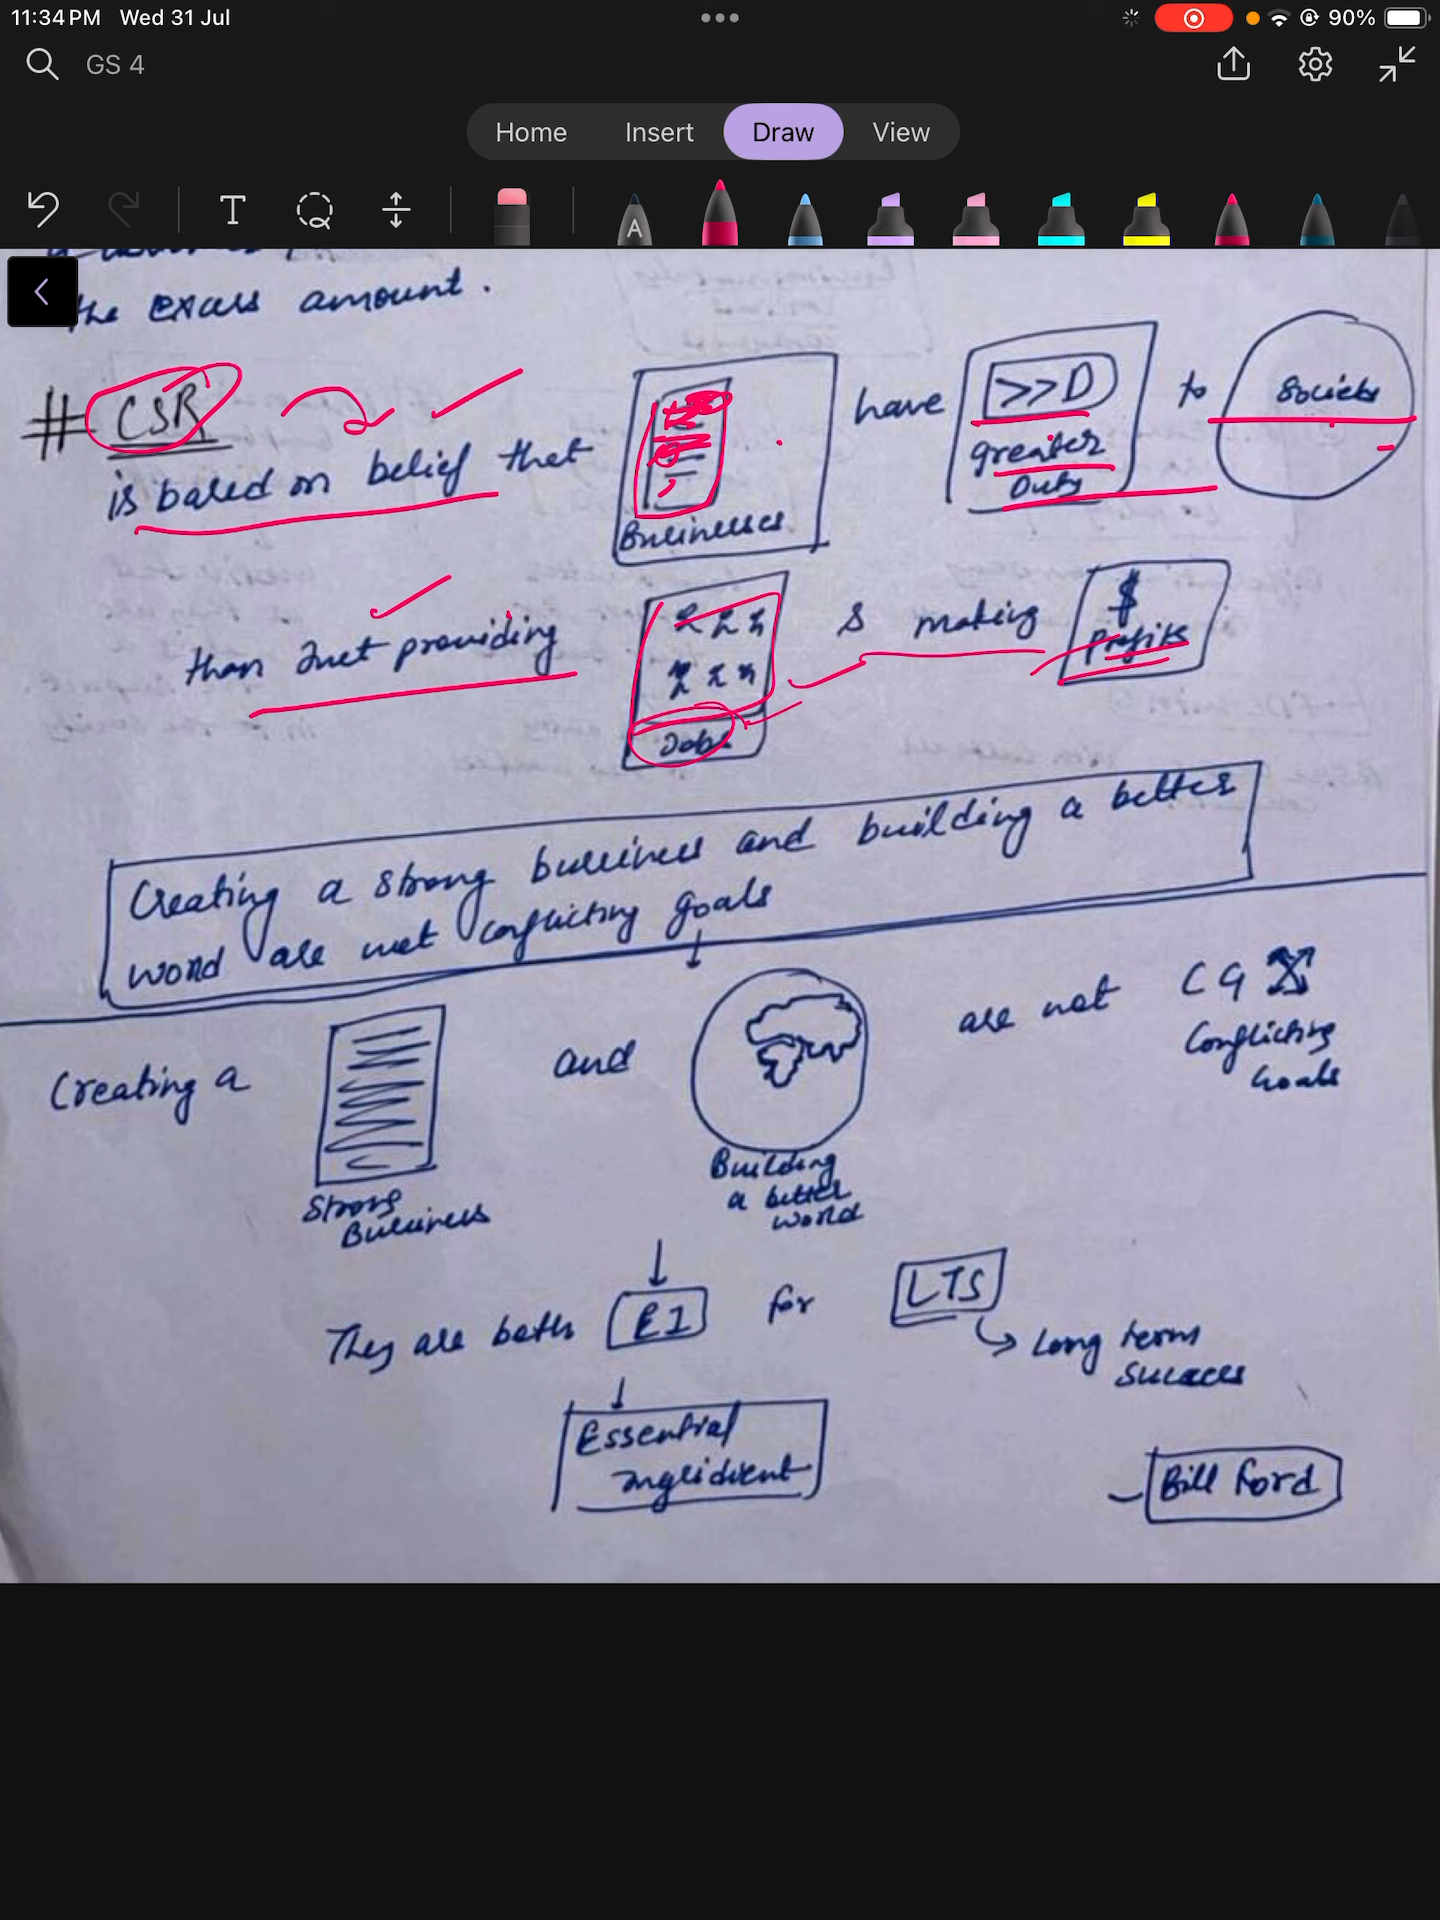 11:34 PM Wed 31 Jul
90%
GS 4
Home Insert Draw View
T
A
the excess amount.
# CSR
is based on belief that
Businesses
have
>>D
greater
Duty
to
Society
than Just providing
Jobs
& making
$
Profits
Creating a strong bussiness and building a better
world are not conflicting goals
Creating a
Strong
Bussiness
and
Building
a better
world
are not
CG
Conflicting
Goals
They are both
EI
for
LTS
Long term
success
Essential
ingredient
- Bill Ford